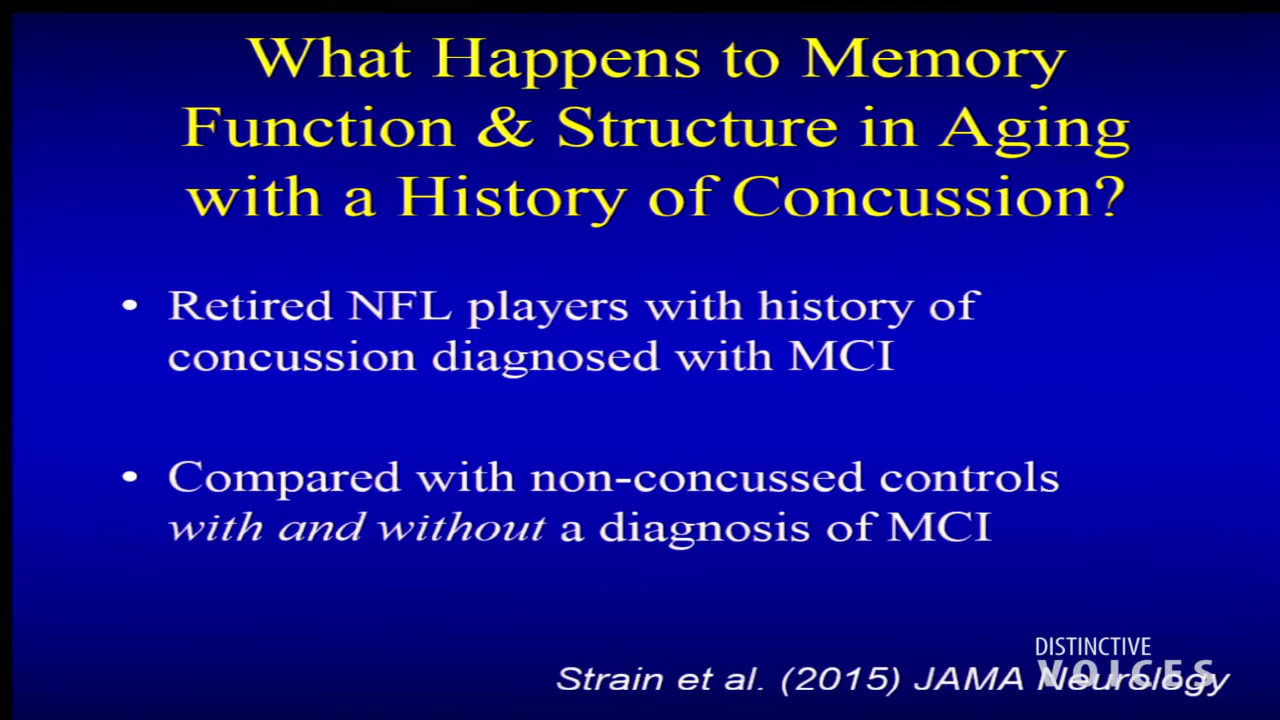 What Happens to Memory
Function & Structure in Aging
with a History of Concussion?
• Retired NFL players with history of
concussion diagnosed with MCI
• Compared with non-concussed controls
with and without a diagnosis of MCI
DISTINCTIVE
VOICES
Strain et al. (2015) JAMA Neurology